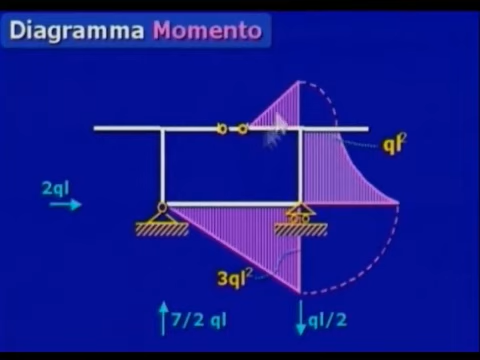 Diagramma Momento
ql²
2ql
3ql²
7/2 ql
ql/2